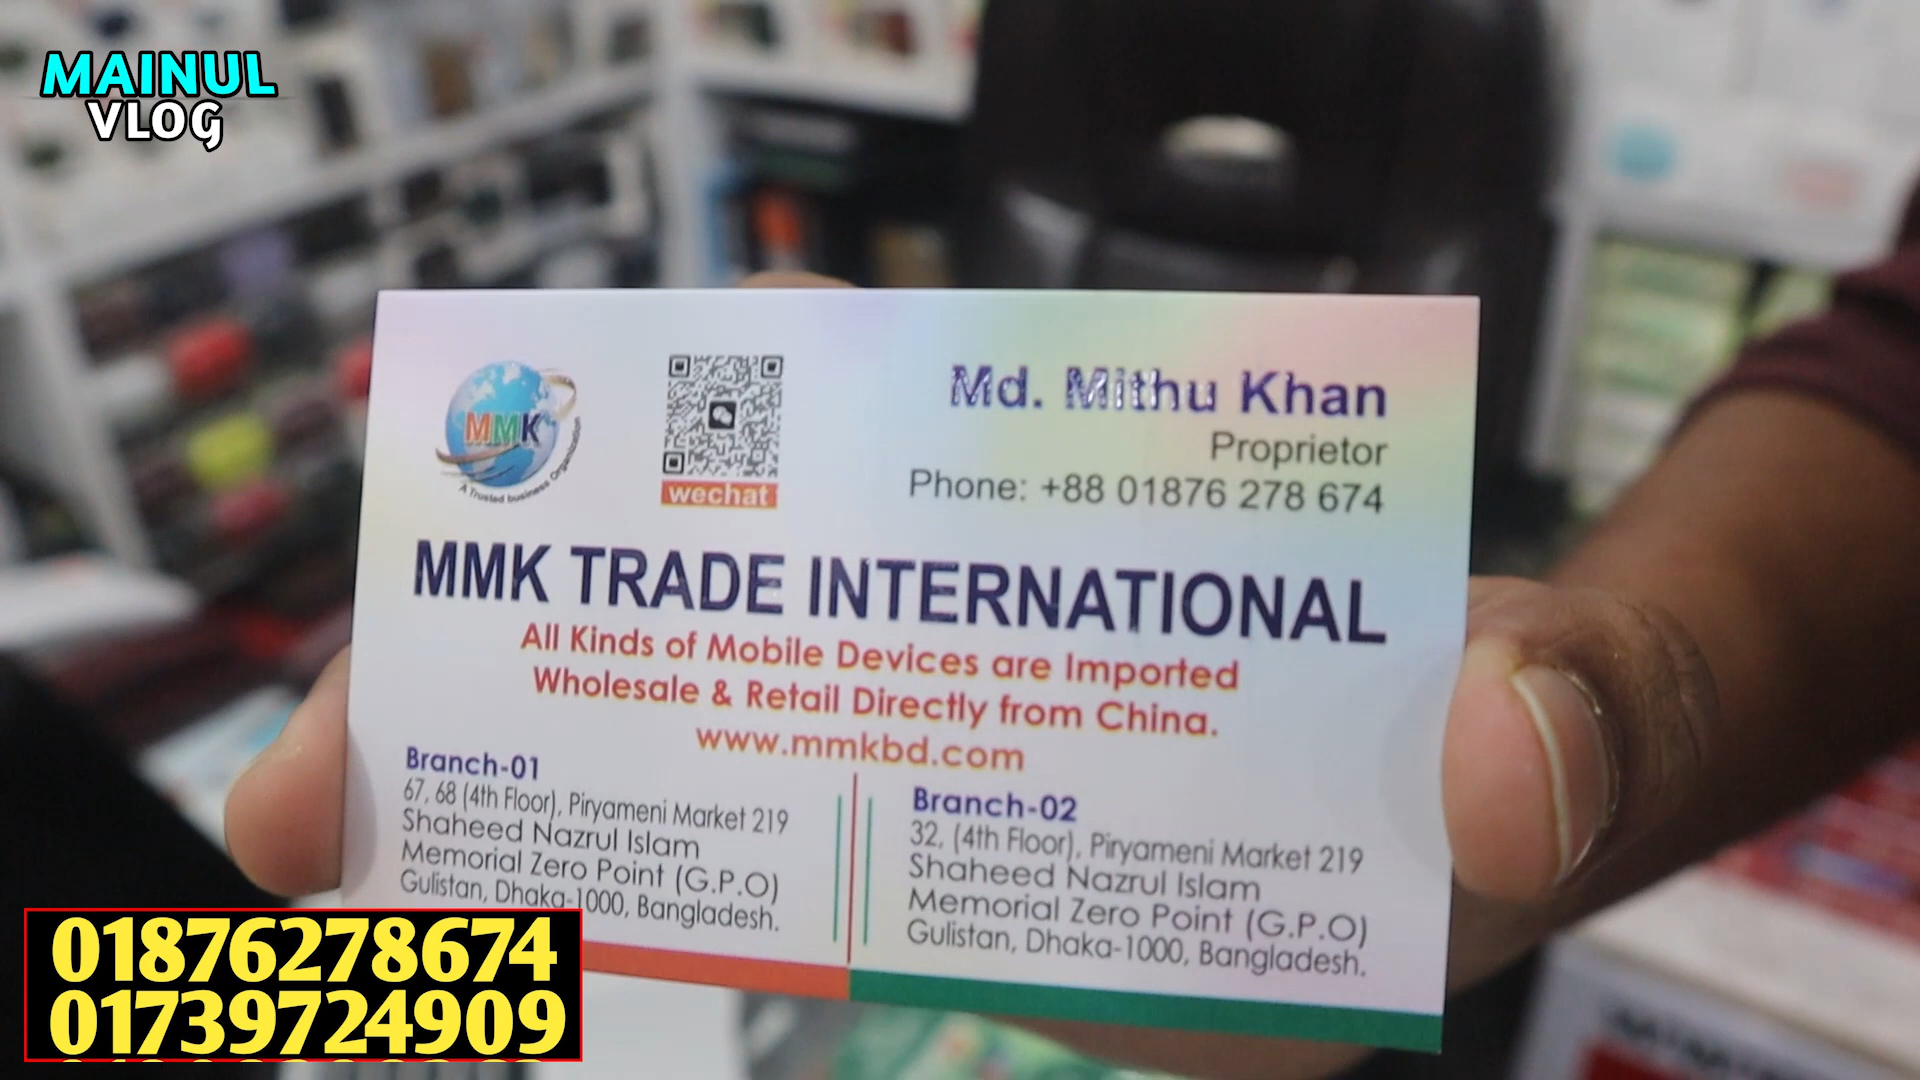 MAINUL
VLOG
MMK
A Trusted business Organization
wechat
Md. Mithu Khan
Proprietor
Phone: +88 01876 278 674
MMK TRADE INTERNATIONAL
All Kinds of Mobile Devices are Imported
Wholesale & Retail Directly from China.
www.mmkbd.com
Branch-01
67, 68 (4th Floor), Piryameni Market 219
Shaheed Nazrul Islam
Memorial Zero Point (G.P.O)
Gulistan, Dhaka-1000, Bangladesh.
Branch-02
32, (4th Floor), Piryameni Market 219
Shaheed Nazrul Islam
Memorial Zero Point (G.P.O)
Gulistan, Dhaka-1000, Bangladesh.
01876278674
01739724909